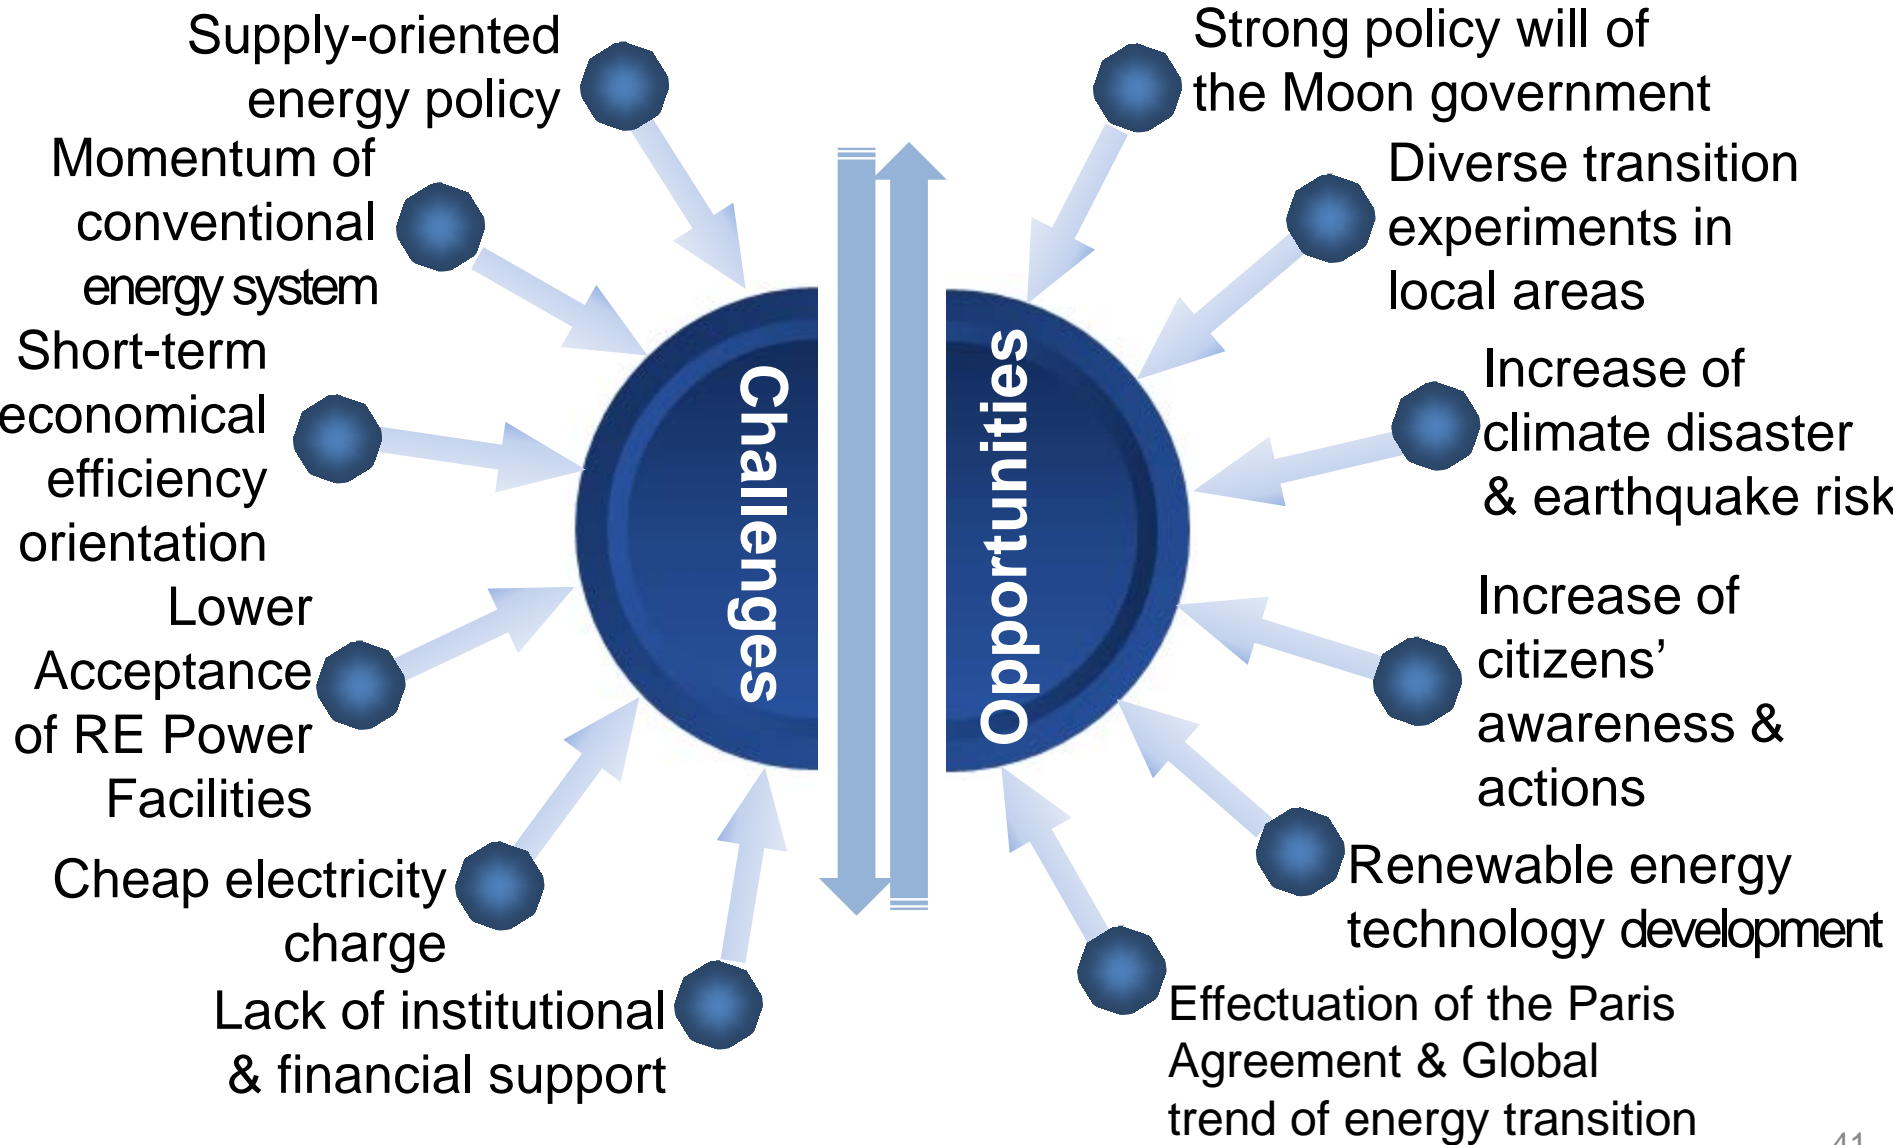 Supply-oriented
energy policy
Momentum of
conventional
energy system
Short-term
economical
efficiency
orientation
Lower
Acceptance
of RE Power
Facilities
Cheap electricity
charge
Lack of institutional
& financial support
Challenges
Opportunities
Strong policy will of
the Moon government
Diverse transition
experiments in
local areas
Increase of
climate disaster
& earthquake risk
Increase of
citizens’
awareness &
actions
Renewable energy
technology development
Effectuation of the Paris
Agreement & Global
trend of energy transition
41